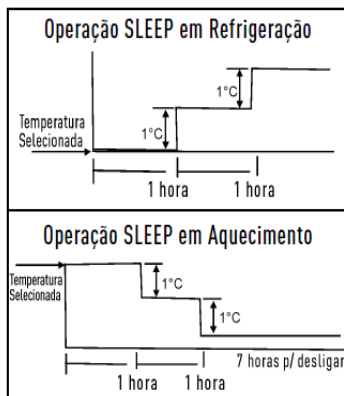 Operação SLEEP em Refrigeração
1°C
1°C
Temperatura
Selecionada
1 hora 1 hora
Operação SLEEP em Aquecimento
Temperatura
Selecionada
1°C
1°C
7 horas p/ desligar
1 hora 1 hora